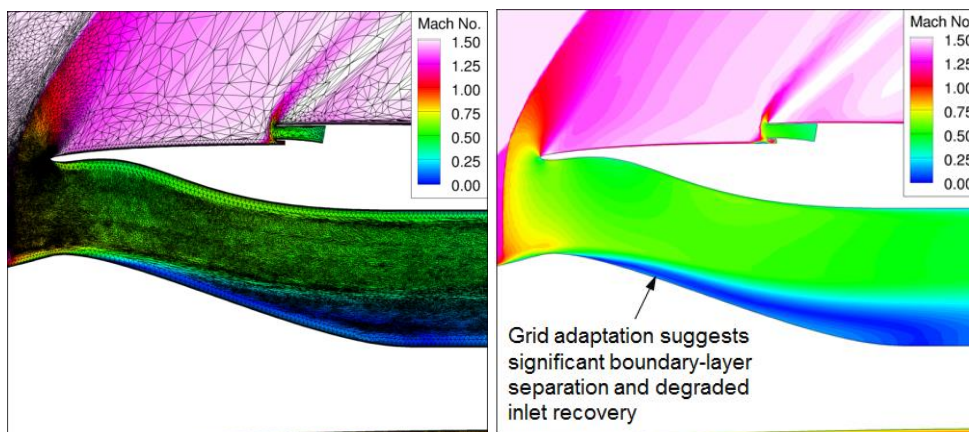 Mach No.
1.50
1.25
1.00
0.75
0.50
0.25
0.00
Mach No.
1.50
1.25
1.00
0.75
0.50
0.25
0.00
Grid adaptation suggests
significant boundary-layer
separation and degraded
inlet recovery